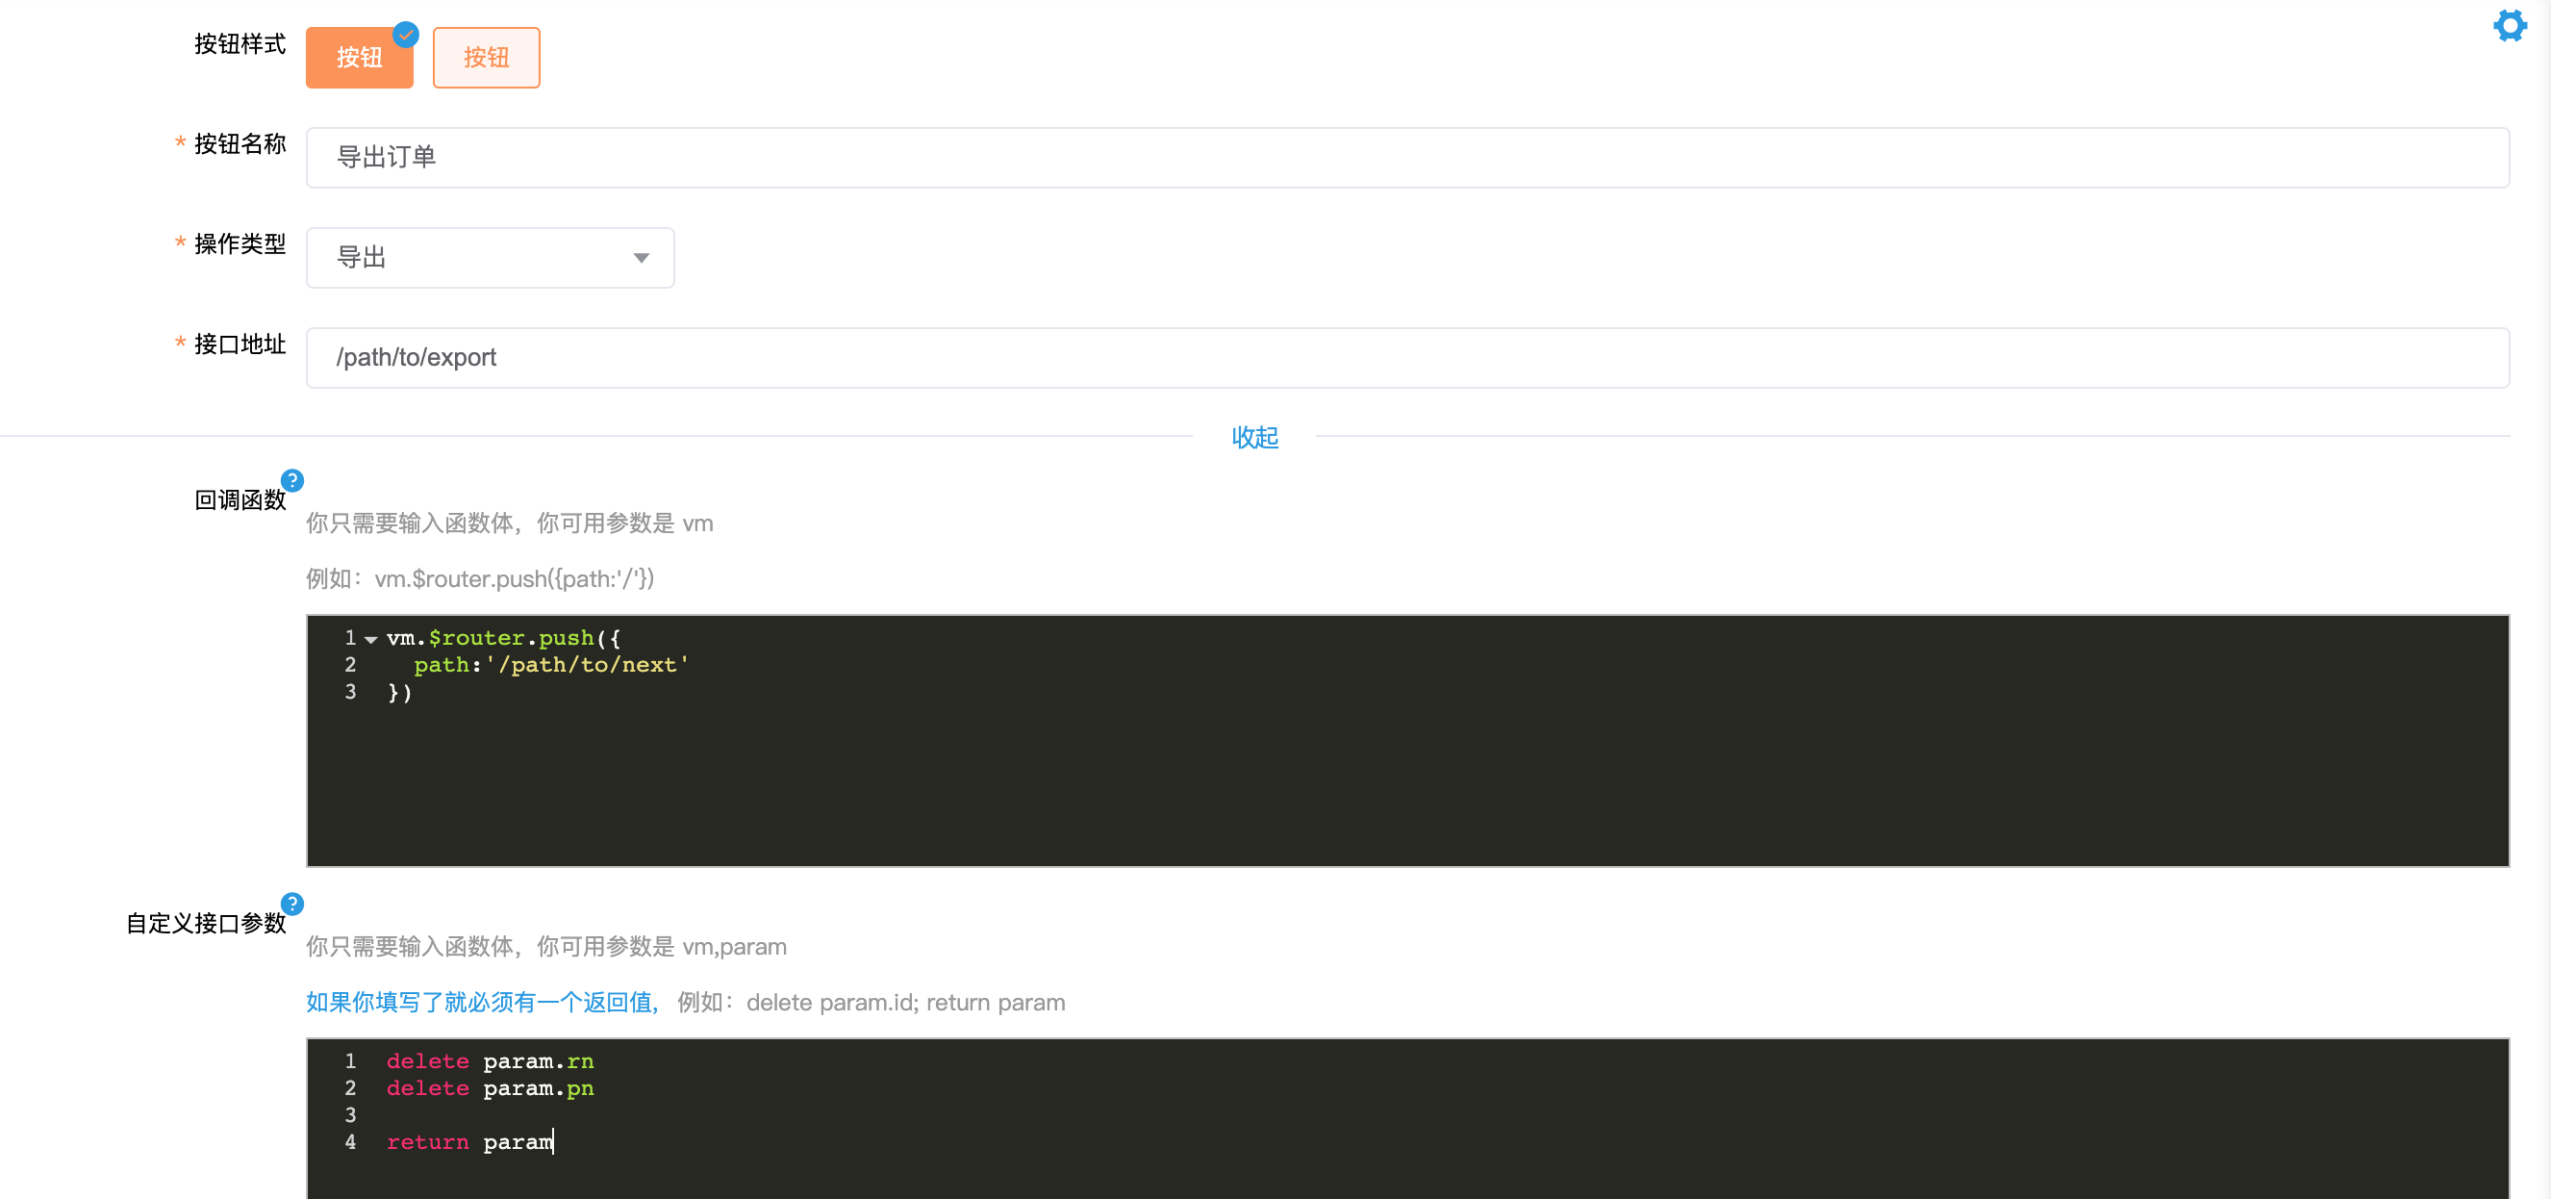 按钮样式 按钮 按钮
* 按钮名称 导出订单
* 操作类型 导出
* 接口地址 /path/to/export
收起
回调函数 ?
你只需要输入函数体，你可用参数是 vm
例如：vm.$router.push({path:'/'})
1 vm.$router.push({
2 path:'/path/to/next'
3 })
自定义接口参数 ?
你只需要输入函数体，你可用参数是 vm,param
如果你填写了就必须有一个返回值，例如：delete param.id; return param
1 delete param.rn
2 delete param.pn
3
4 return param